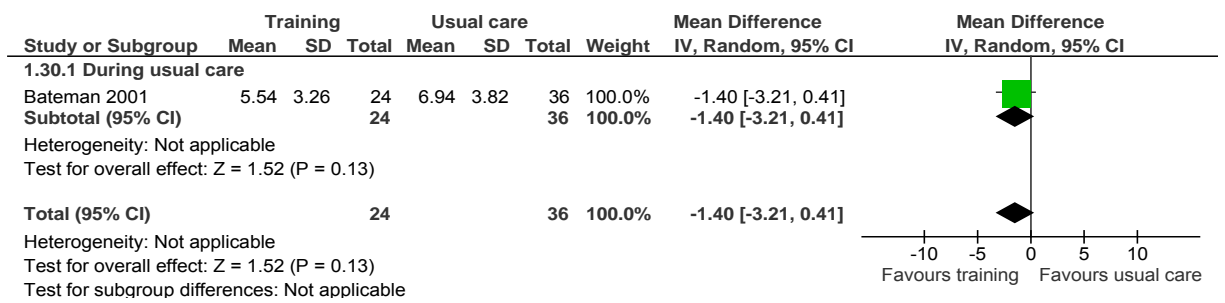 Training Usual care Mean Difference Mean Difference
Study or Subgroup Mean SD Total Mean SD Total Weight IV, Random, 95% CI IV, Random, 95% CI
1.30.1 During usual care
Bateman 2001 5.54 3.26 24 6.94 3.82 36 100.0% -1.40 [-3.21, 0.41]
Subtotal (95% CI) 24 36 100.0% -1.40 [-3.21, 0.41]
Heterogeneity: Not applicable
Test for overall effect: Z = 1.52 (P = 0.13)
Total (95% CI) 24 36 100.0% -1.40 [-3.21, 0.41]
Heterogeneity: Not applicable
Test for overall effect: Z = 1.52 (P = 0.13)
Test for subgroup differences: Not applicable
-10 -5 0 5 10
Favours training Favours usual care